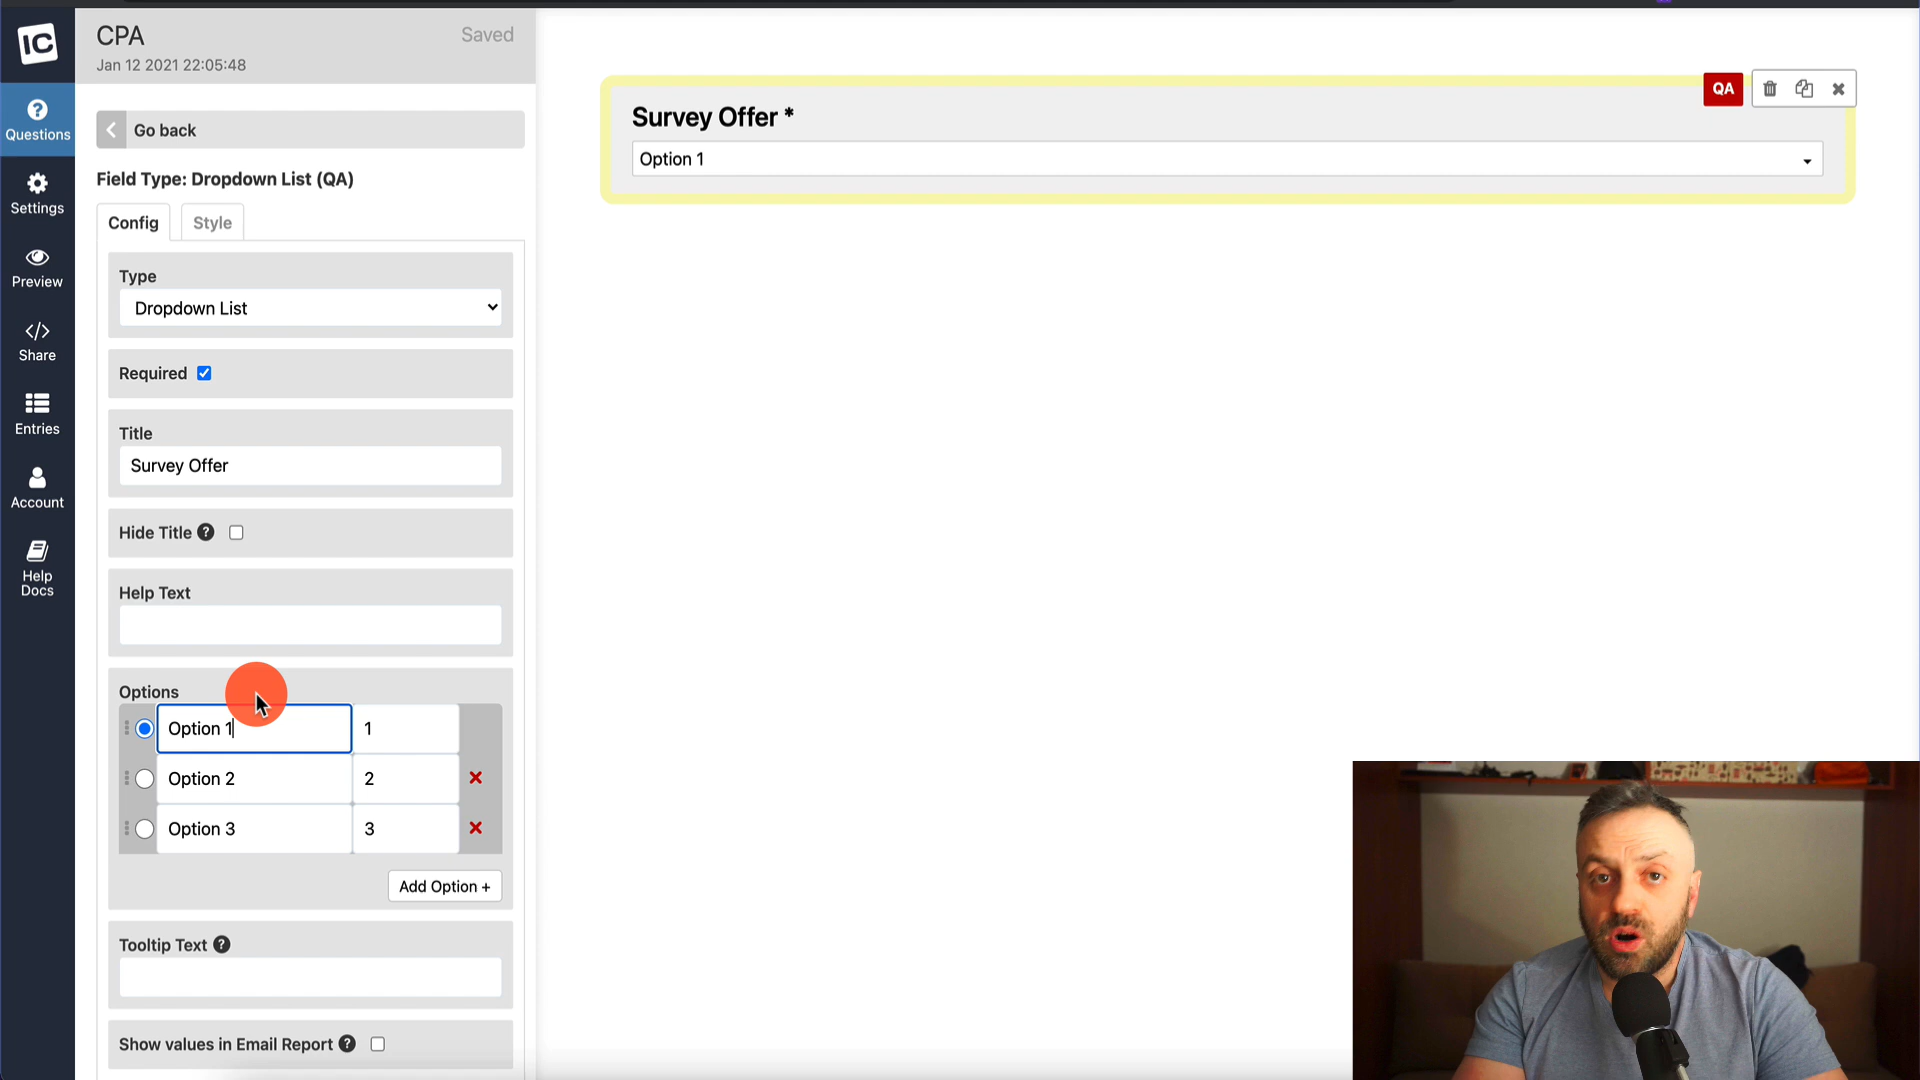 IC
CPA
Saved
Jan 12 2021 22:05:48
Questions
Settings
Preview
Share
Entries
Account
Help
Docs
Go back
Field Type: Dropdown List (QA)
Config
Style
Type
Dropdown List
Required
Title
Survey Offer
Hide Title ?
Help Text
Options
Option 1 1
Option 2 2
Option 3 3
Add Option +
Tooltip Text ?
Show values in Email Report ?
QA
Survey Offer *
Option 1